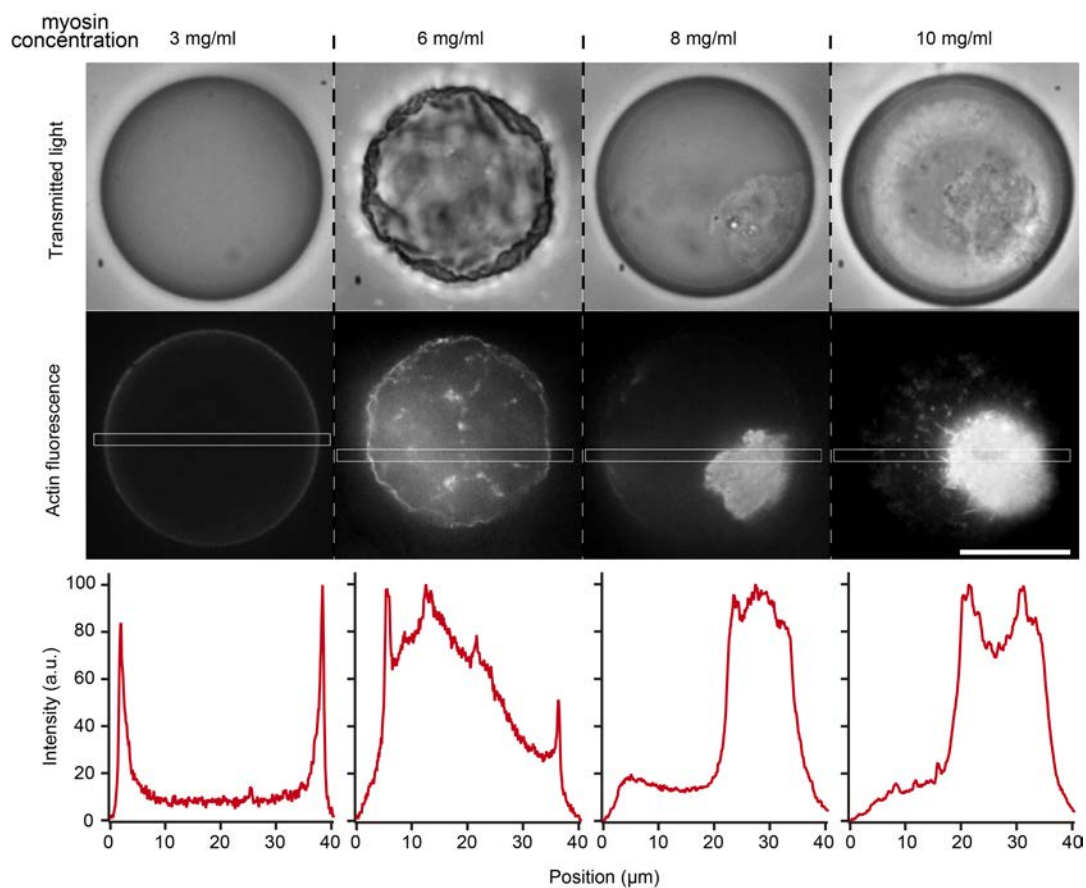 myosin
concentration
3 mg/ml
6 mg/ml
8 mg/ml
10 mg/ml
Transmitted light
Actin fluorescence
Intensity (a.u.)
100
80
60
40
20
0
0 10 20 30 40
0 10 20 30 40
0 10 20 30 40
0 10 20 30 40
Position (µm)